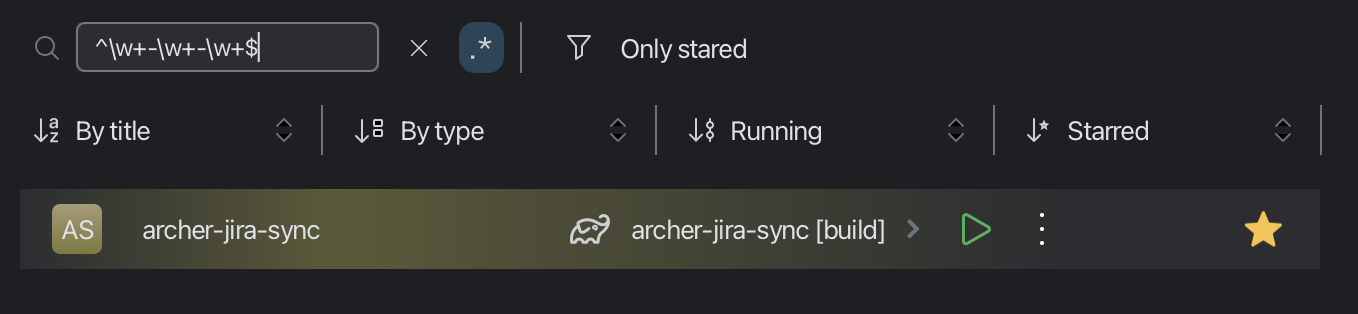 ^\w+-\w+-\w+$ .* Only stared
By title By type Running Starred
AS archer-jira-sync archer-jira-sync [build]